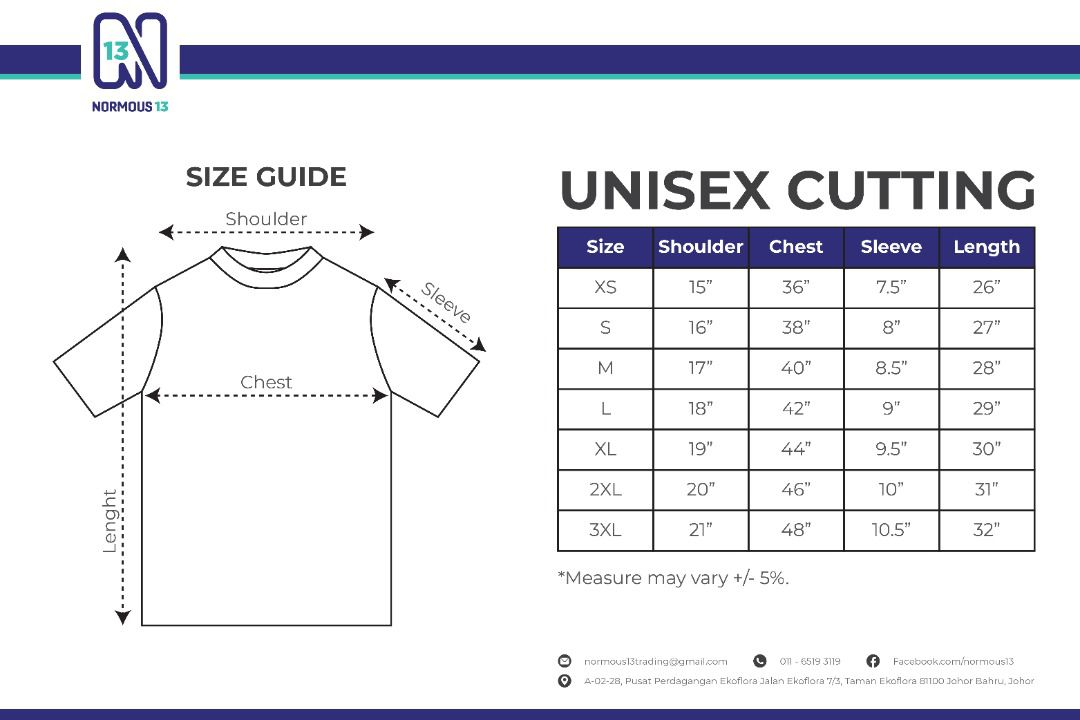 13
NORMOUS 13
SIZE GUIDE
Shoulder
Sleeve
Chest
Lenght
UNISEX CUTTING
Size Shoulder Chest Sleeve Length
XS 15” 36” 7.5” 26”
S 16” 38” 8” 27”
M 17” 40” 8.5” 28”
L 18” 42” 9” 29”
XL 19” 44” 9.5” 30”
2XL 20” 46” 10” 31”
3XL 21” 48” 10.5” 32”
*Measure may vary +/- 5%.
normous13trading@gmail.com 011 - 6519 3119 Facebook.com/normous13
A-02-28, Pusat Perdagangan Ekoflora Jalan Ekoflora 7/3, Taman Ekoflora 81100 Johor Bahru, Johor